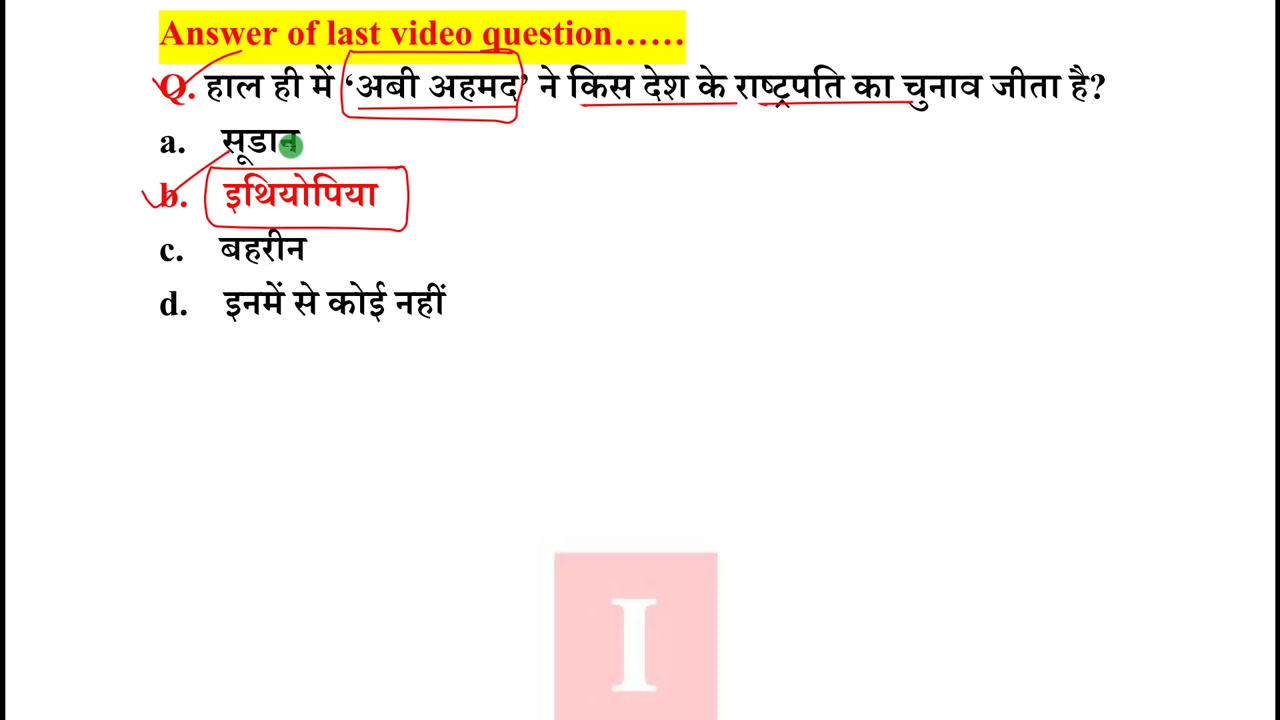 Answer of last video question……
Q. हाल ही में ‘अबी अहमद’ ने किस देश के राष्ट्रपति का चुनाव जीता है?
a. सूडान
b. इथियोपिया
c. बहरीन
d. इनमें से कोई नहीं
I